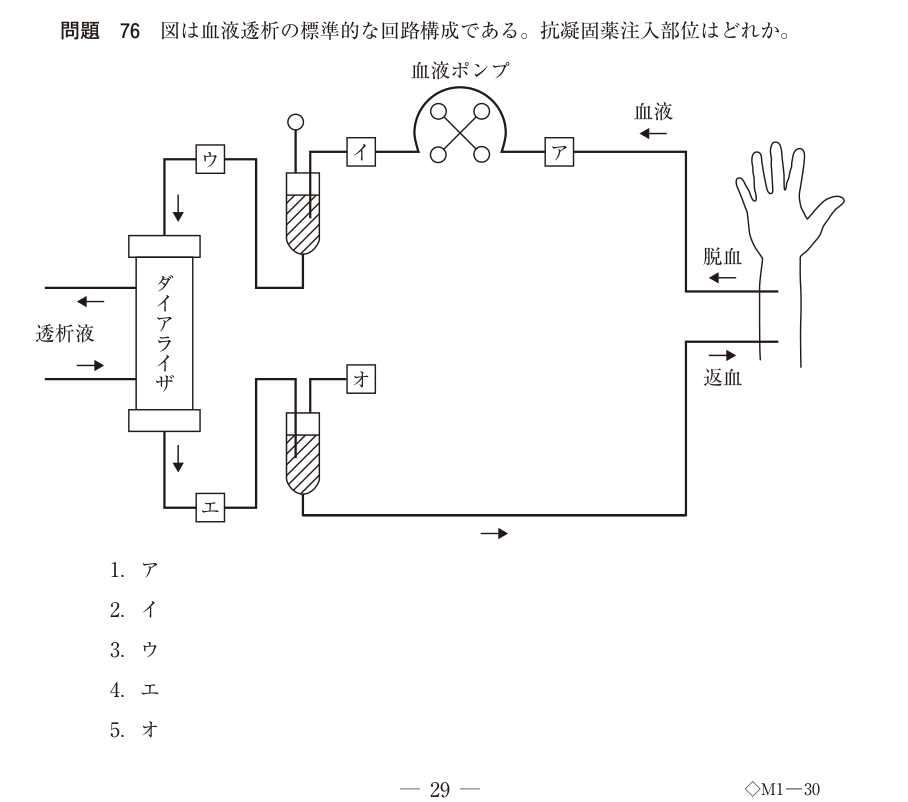 問題 76 図は血液透析の標準的な回路構成である。抗凝固薬注入部位はどれか。
血液ポンプ
血液
ウ
イ
ア
脱血
ダイアライザ
透析液
オ
返血
エ
1. ア
2. イ
3. ウ
4. エ
5. オ
— 29 —
◇M1—30